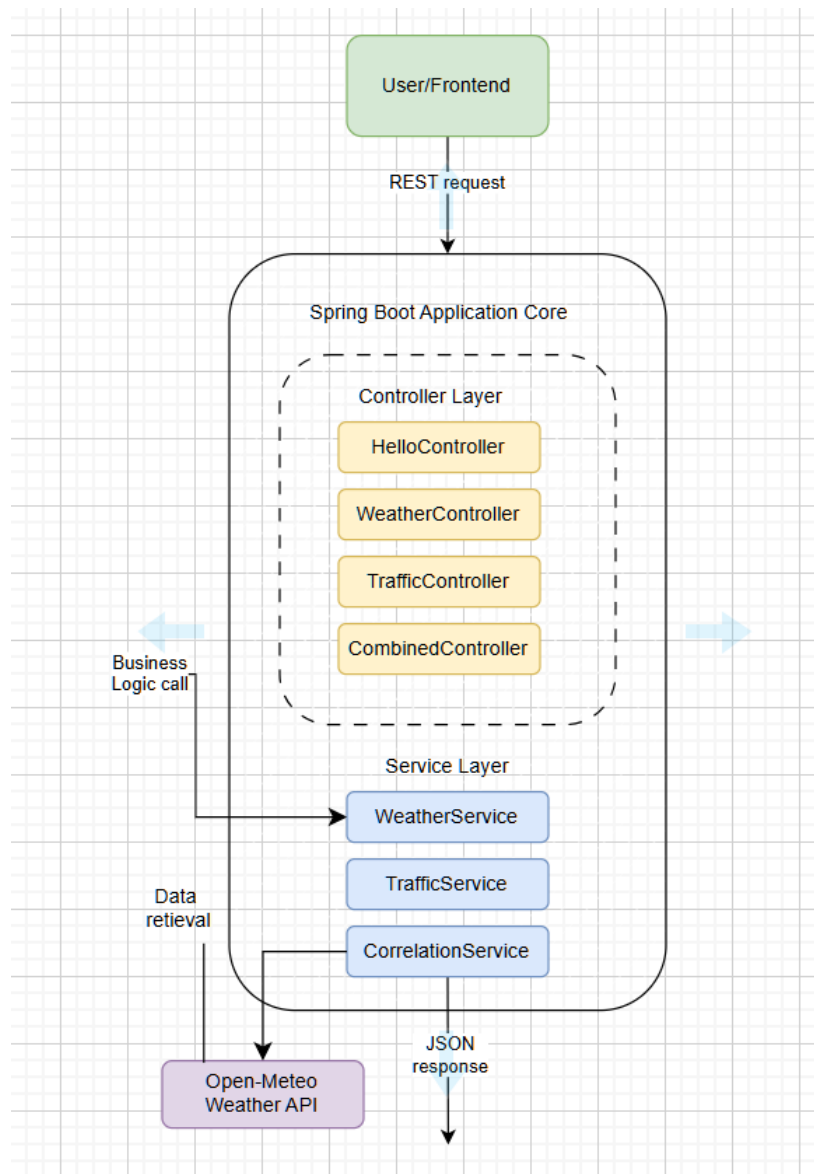 User/Frontend
REST request
Spring Boot Application Core
Controller Layer
HelloController
WeatherController
TrafficController
CombinedController
Business
Logic call
Service Layer
WeatherService
TrafficService
Data
retieval
CorrelationService
JSON
response
Open-Meteo
Weather API